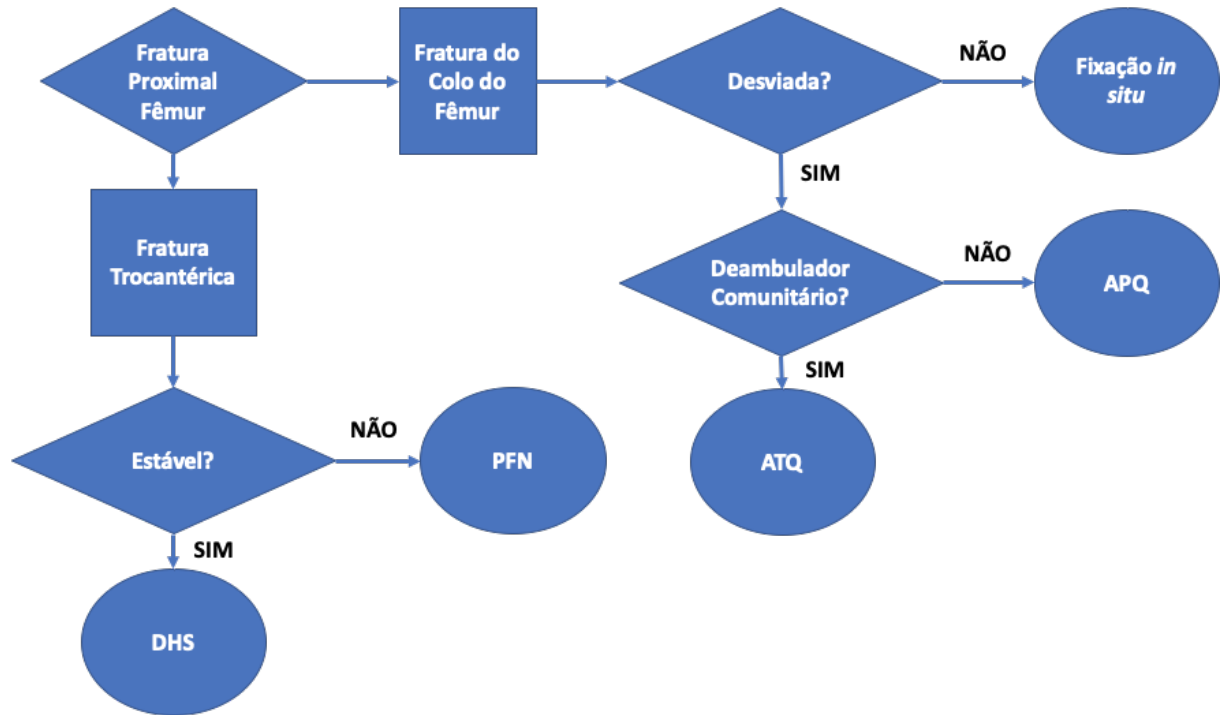 Fratura
Proximal
Fêmur
Fratura do
Colo do
Fêmur
Desviada?
NÃO
Fixação in
situ
SIM
Fratura
Trocantérica
Deambulador
Comunitário?
NÃO
APQ
SIM
ATQ
Estável?
NÃO
PFN
SIM
DHS